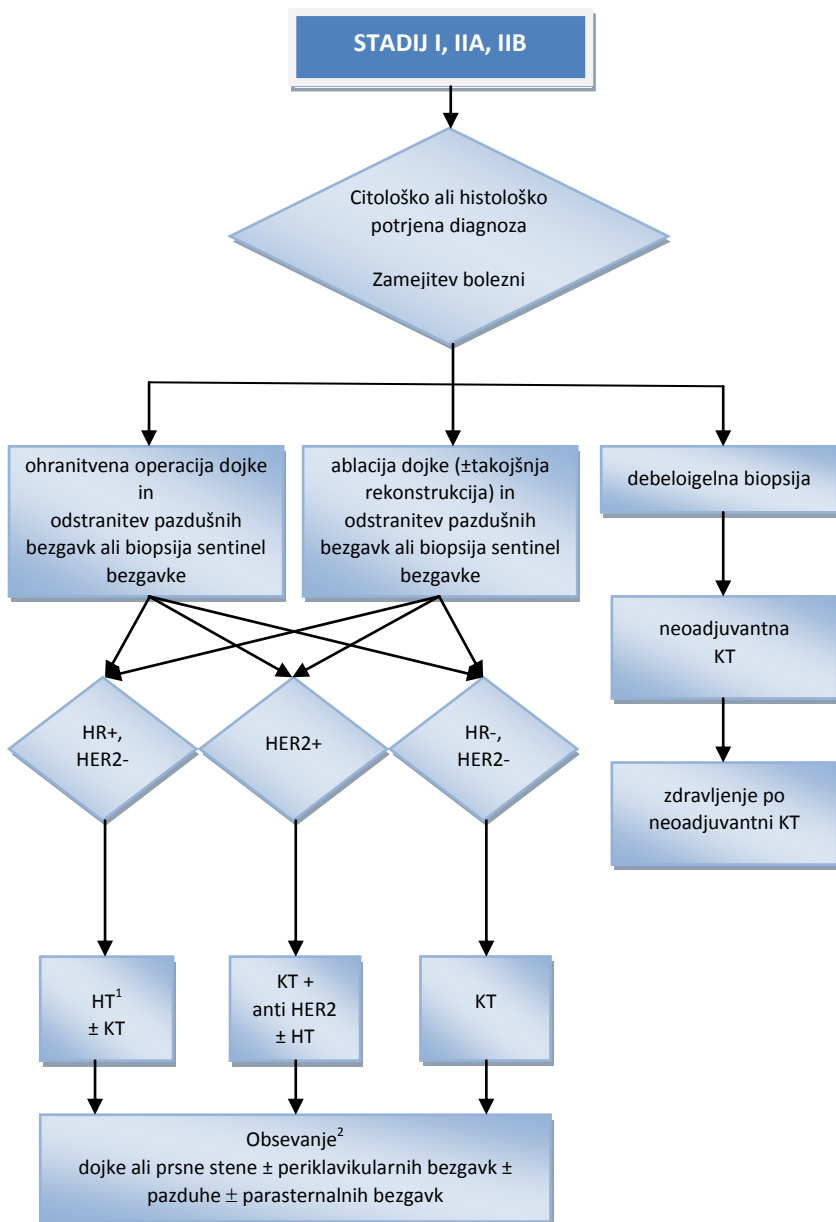 STADIJ I, IIA, IIB
Citološko ali histološko
potrjena diagnoza
Zamejitev bolezni
ohranitvena operacija dojke
in
odstranitev pazdušnih
bezgavk ali biopsija sentinel
bezgavke
ablacija dojke (±takojšnja
rekonstrukcija) in
odstranitev pazdušnih
bezgavk ali biopsija sentinel
bezgavke
debeloigelna biopsija
neoadjuvantna
KT
zdravljenje po
neoadjuvantni KT
HR+,
HER2-
HER2+
HR-,
HER2-
HT¹
± KT
KT +
anti HER2
± HT
KT
Obsevanje²
dojke ali prsne stene ± periklavikularnih bezgavk ±
pazduhe ± parasternalnih bezgavk